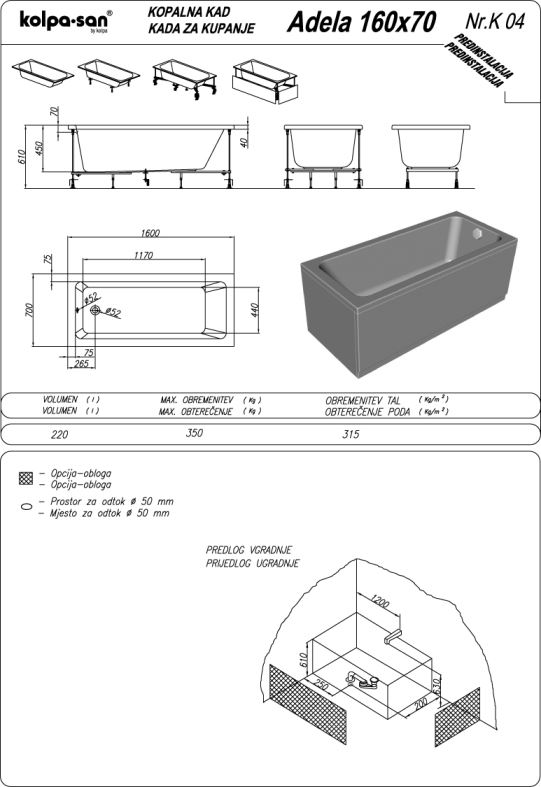 kolpa-san®
by kolpa
KOPALNA KAD
KADA ZA KUPANJE
Adela 160x70
Nr.K 04
PREDINSTALACIJA
PREDINSTALACIJA
70
610
450
40
1600
1170
75
700
ø52
ø52
440
75
265
VOLUMEN ( l ) MAX. OBREMENITEV ( Kg ) OBREMENITEV TAL ( Kg/m² )
VOLUMEN ( l ) MAX. OBTEREČENJE ( Kg ) OBTEREČENJE PODA ( Kg/m² )
220 350 315
- Opcija-obloga
- Opcija-obloga
- Prostor za odtok ø 50 mm
- Mjesto za odtok ø 50 mm
PREDLOG VGRADNJE
PRIJEDLOG UGRADNJE
1200
610
250
200
630